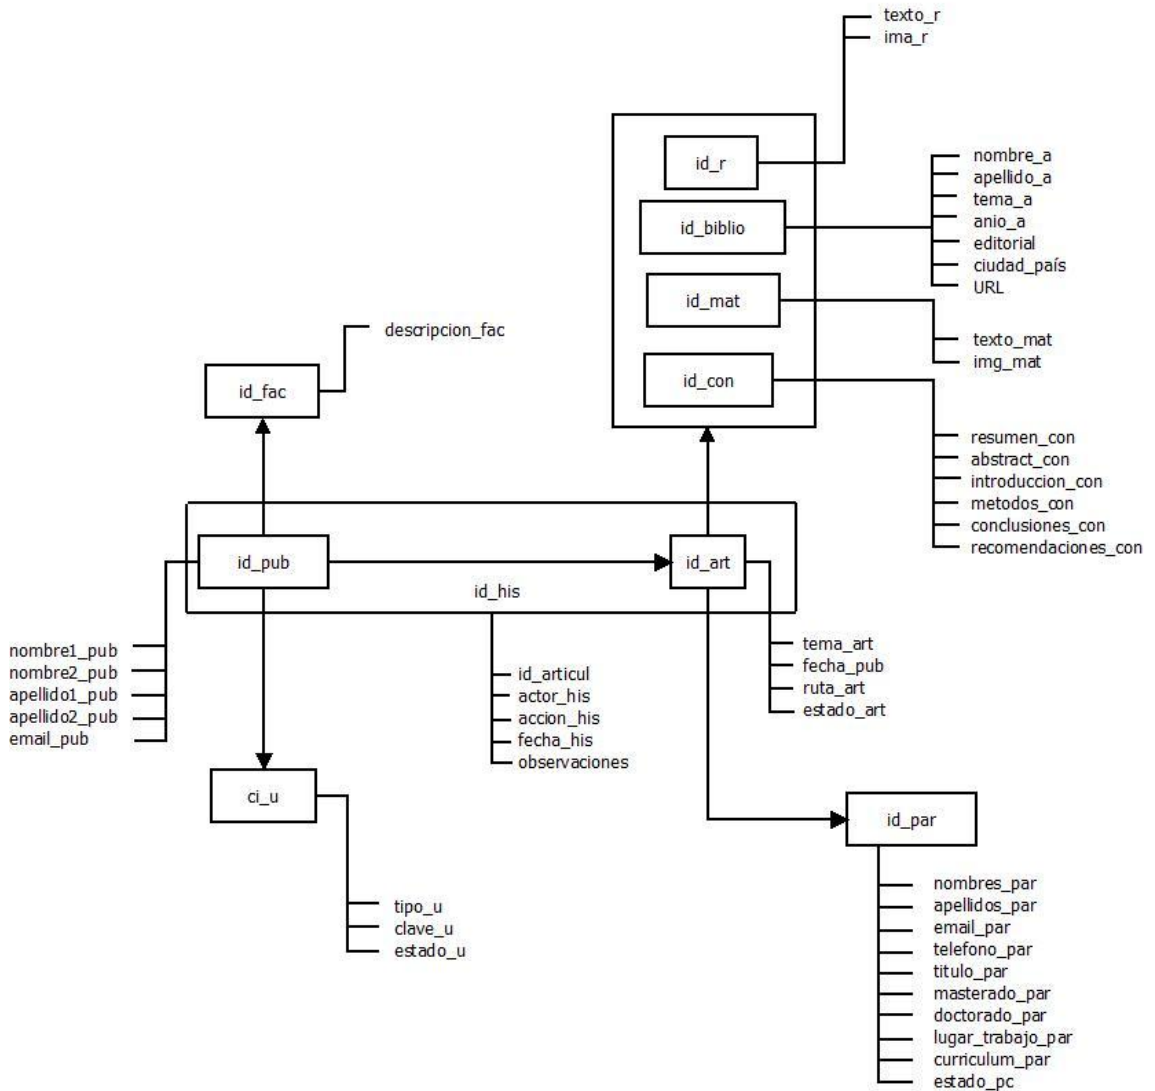 texto_r
ima_r
id_r
nombre_a
apellido_a
tema_a
anio_a
editorial
ciudad_país
URL
id_biblio
id_mat
texto_mat
img_mat
id_con
resumen_con
abstract_con
introduccion_con
metodos_con
conclusiones_con
recomendaciones_con
descripcion_fac
id_fac
id_pub
id_art
id_his
nombre1_pub
nombre2_pub
apellido1_pub
apellido2_pub
email_pub
id_articul
actor_his
accion_his
fecha_his
observaciones
tema_art
fecha_pub
ruta_art
estado_art
ci_u
tipo_u
clave_u
estado_u
id_par
nombres_par
apellidos_par
email_par
telefono_par
titulo_par
masterado_par
doctorado_par
lugar_trabajo_par
curriculum_par
estado_pc